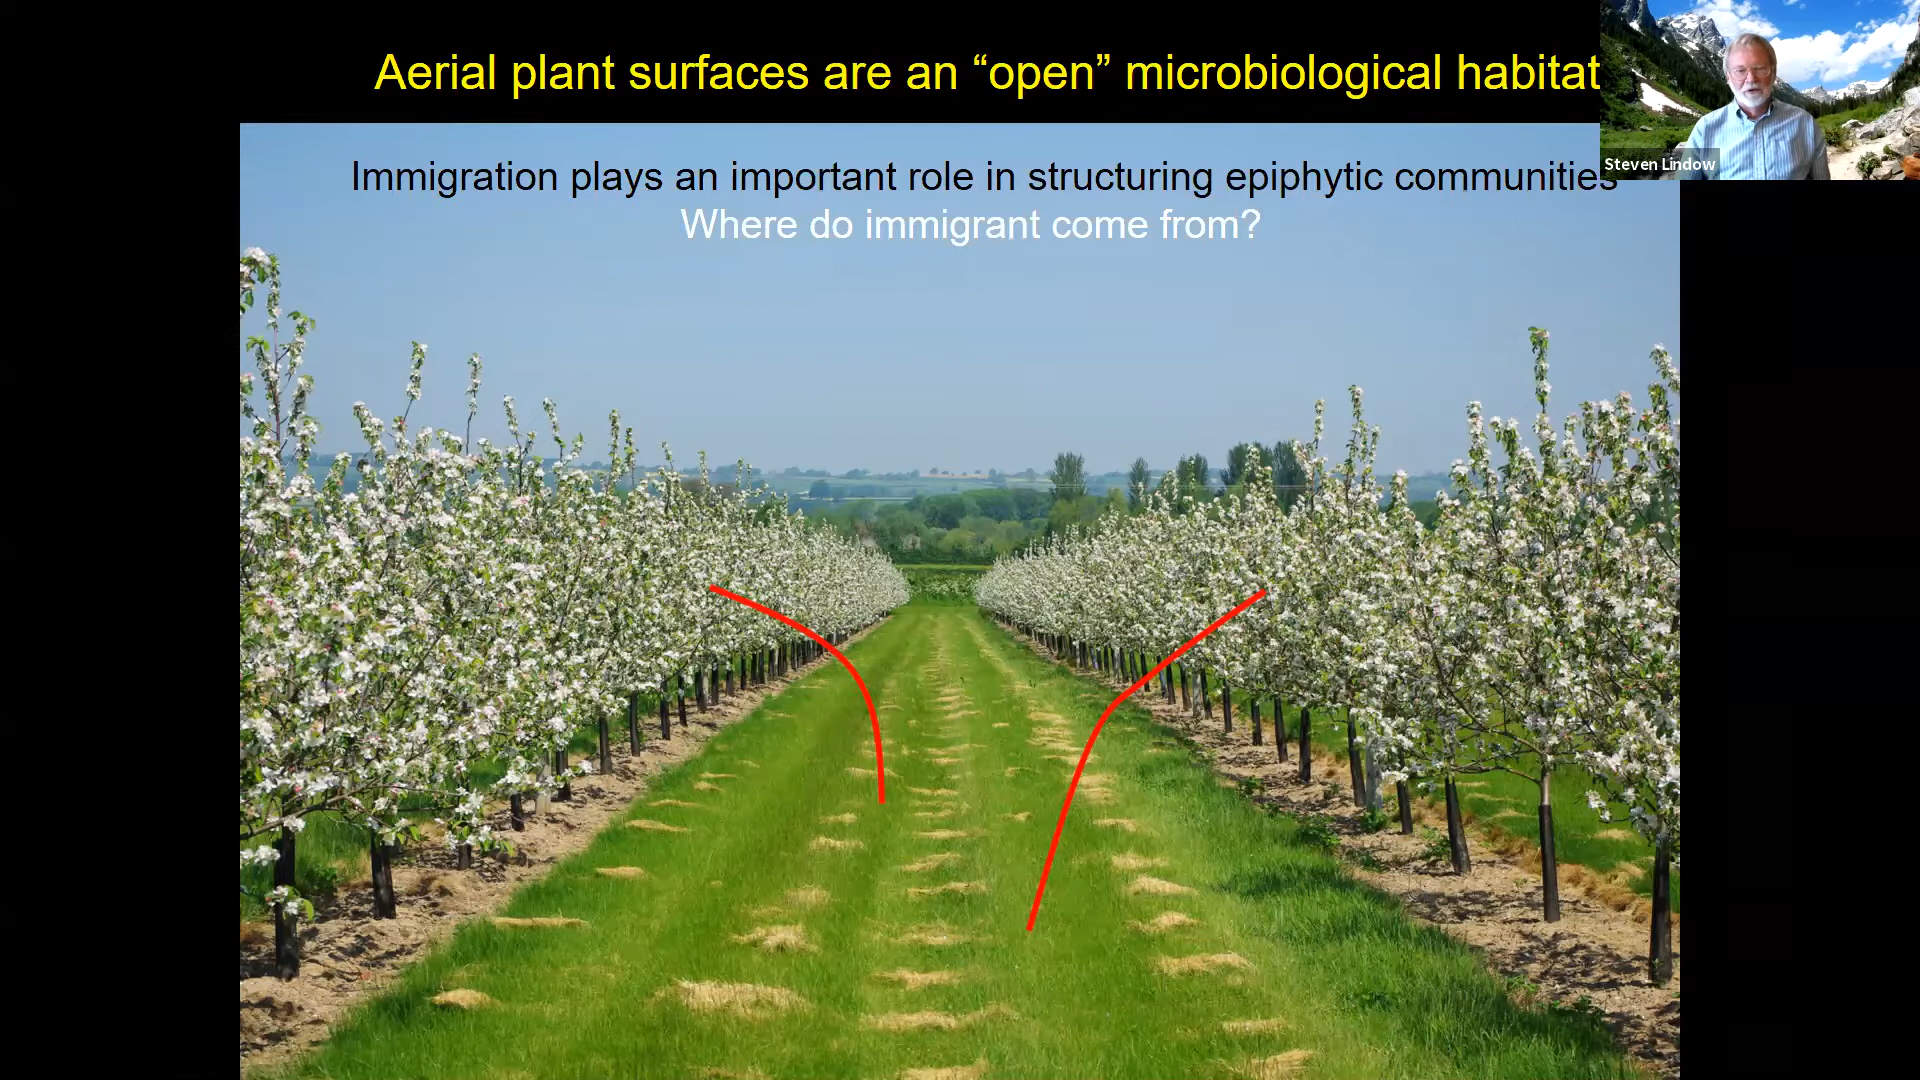 Aerial plant surfaces are an “open” microbiological habitat
Steven Lindow
Immigration plays an important role in structuring epiphytic communities
Where do immigrant come from?